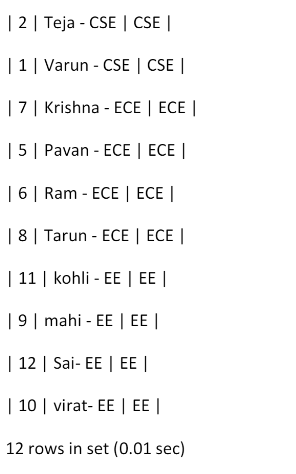 | 2 | Teja - CSE | CSE |
| 1 | Varun - CSE | CSE |
| 7 | Krishna - ECE | ECE |
| 5 | Pavan - ECE | ECE |
| 6 | Ram - ECE | ECE |
| 8 | Tarun - ECE | ECE |
| 11 | kohli - EE | EE |
| 9 | mahi - EE | EE |
| 12 | Sai- EE | EE |
| 10 | virat- EE | EE |
12 rows in set (0.01 sec)